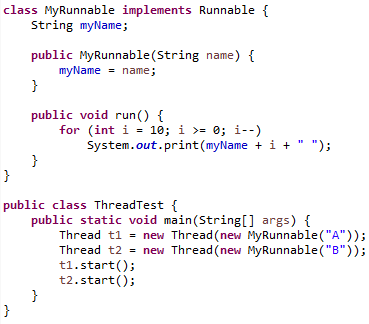 class MyRunnable implements Runnable {
    String myName;

    public MyRunnable(String name) {
        myName = name;
    }

    public void run() {
        for (int i = 10; i >= 0; i--)
            System.out.print(myName + i + " ");
    }
}

public class ThreadTest {
    public static void main(String[] args) {
        Thread t1 = new Thread(new MyRunnable("A"));
        Thread t2 = new Thread(new MyRunnable("B"));
        t1.start();
        t2.start();
    }
}